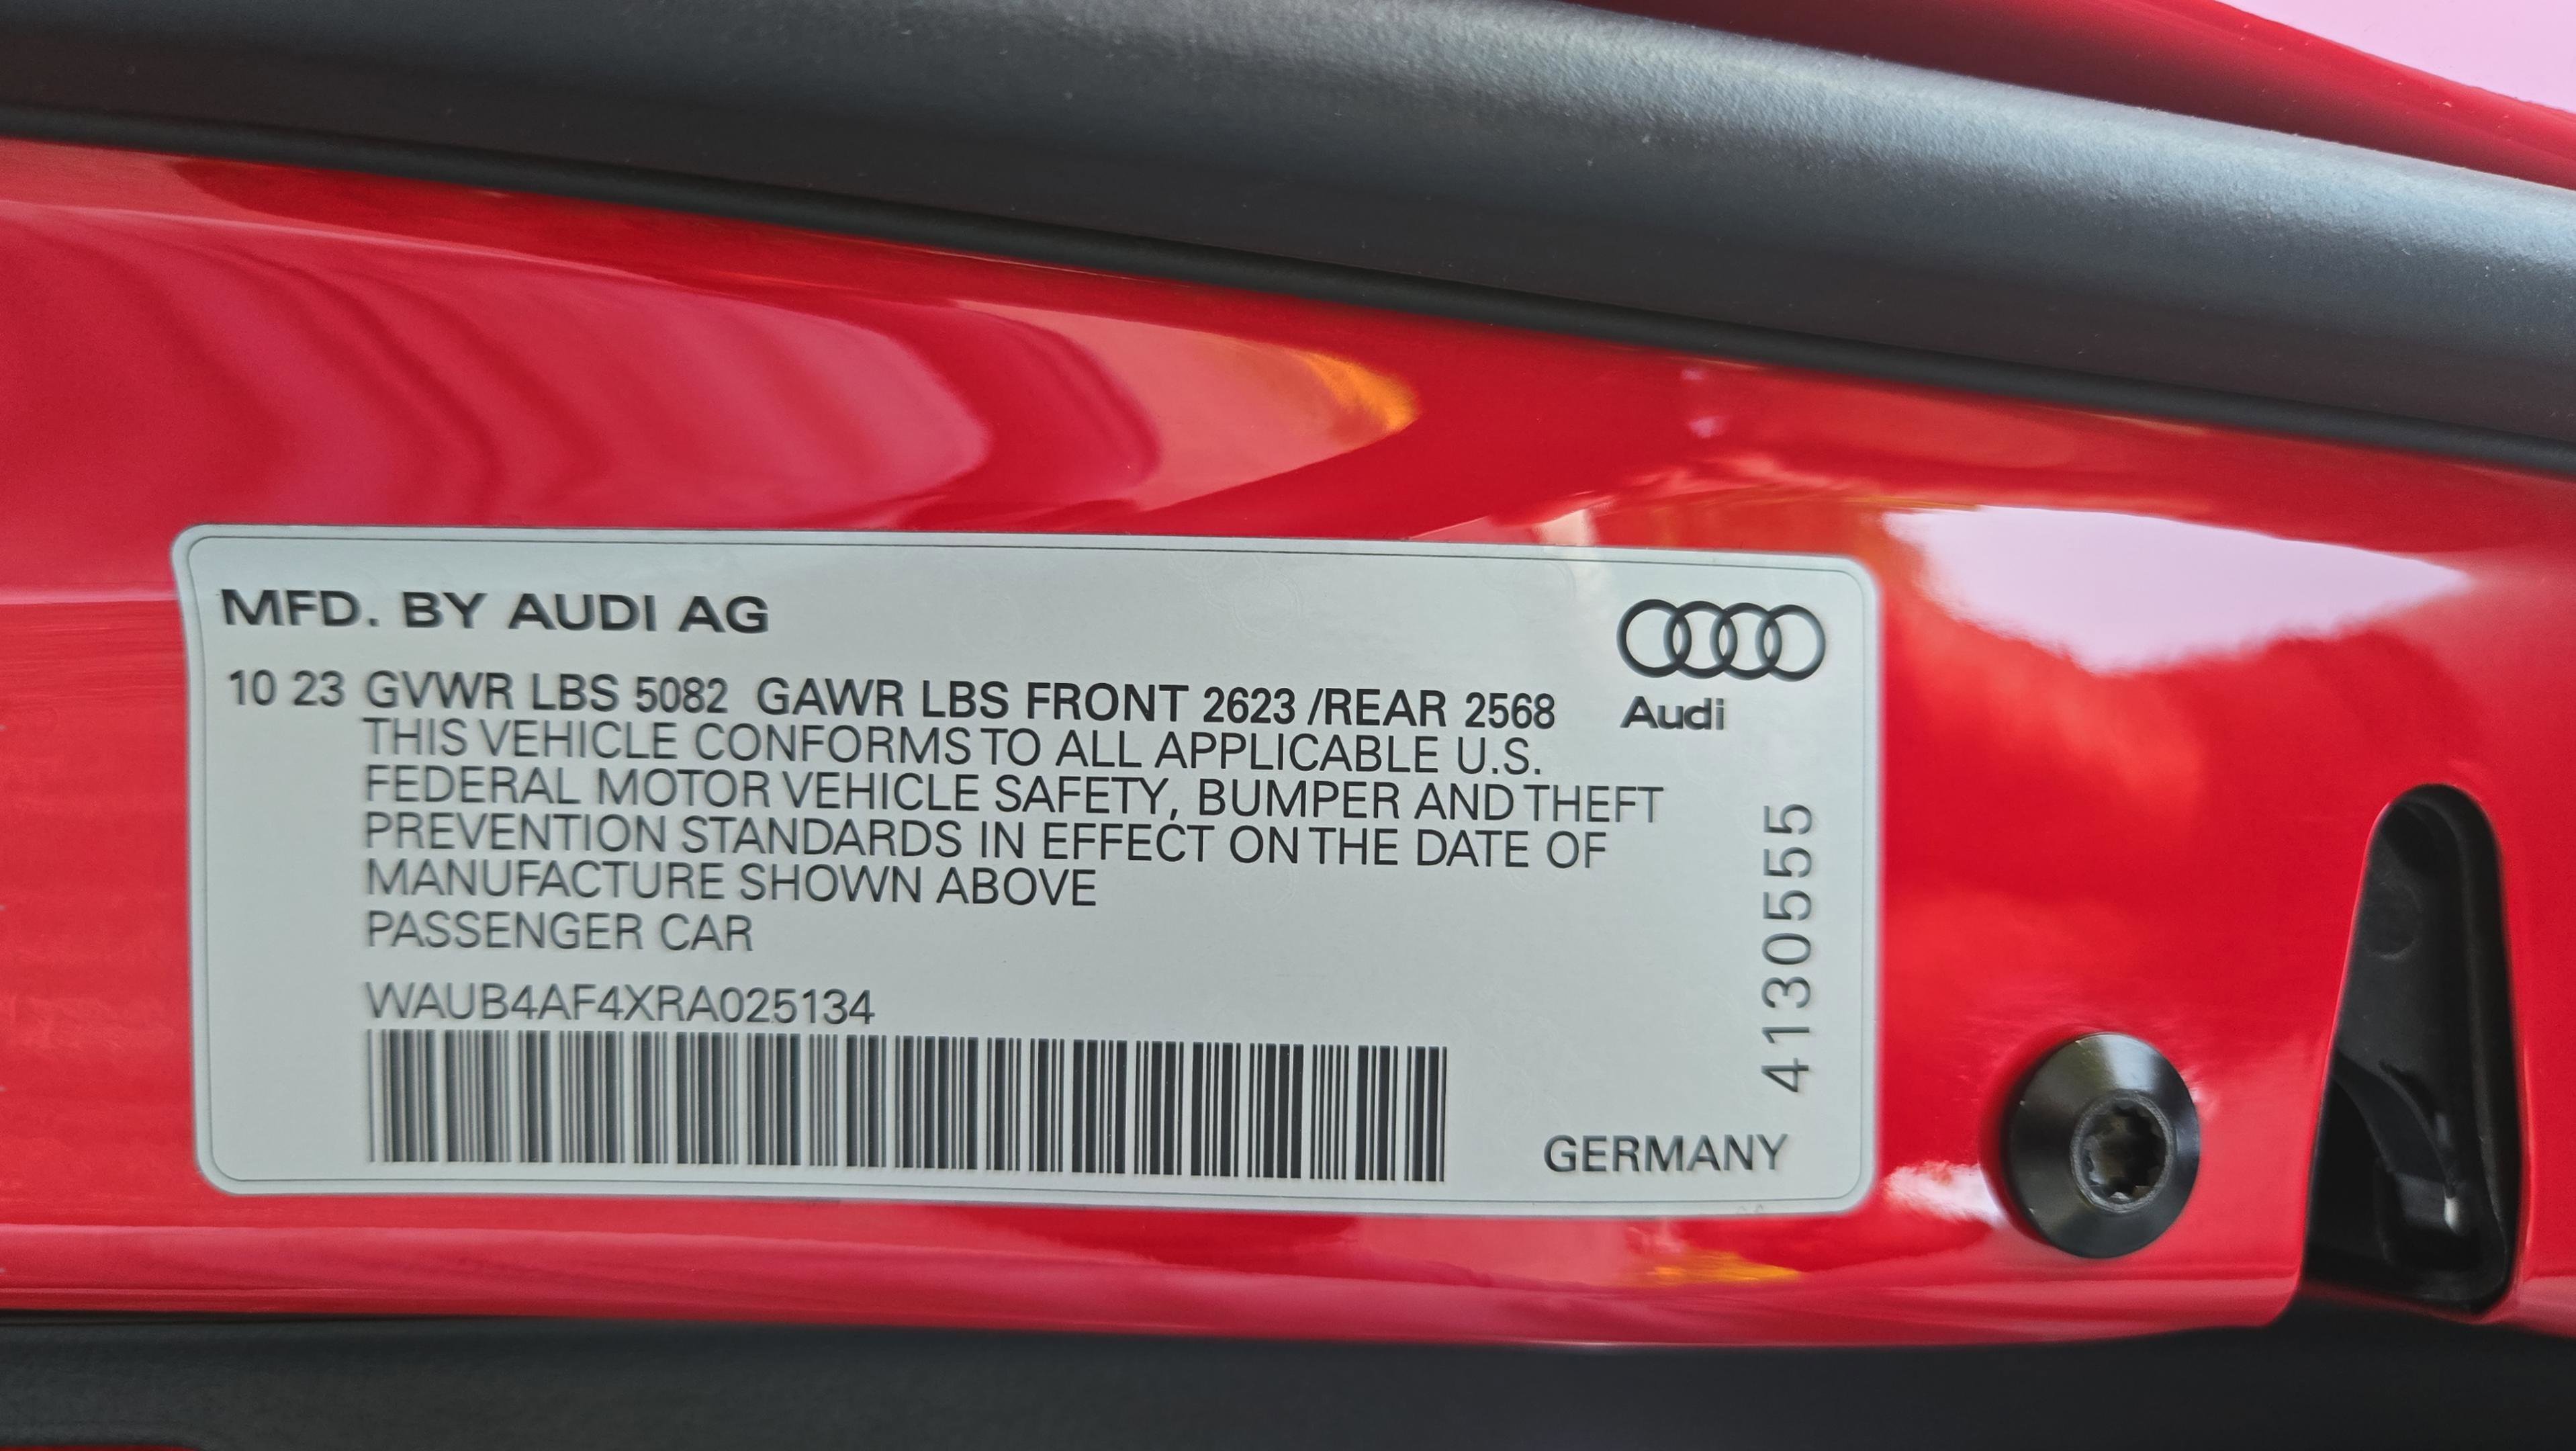 MFD. BY AUDI AG
10 23 GVWR LBS 5082 GAWR LBS FRONT 2623 /REAR 2568
THIS VEHICLE CONFORMS TO ALL APPLICABLE U.S.
FEDERAL MOTOR VEHICLE SAFETY, BUMPER AND THEFT
PREVENTION STANDARDS IN EFFECT ON THE DATE OF
MANUFACTURE SHOWN ABOVE
PASSENGER CAR
WAUB4AF4XRA025134
Audi
4130555
GERMANY